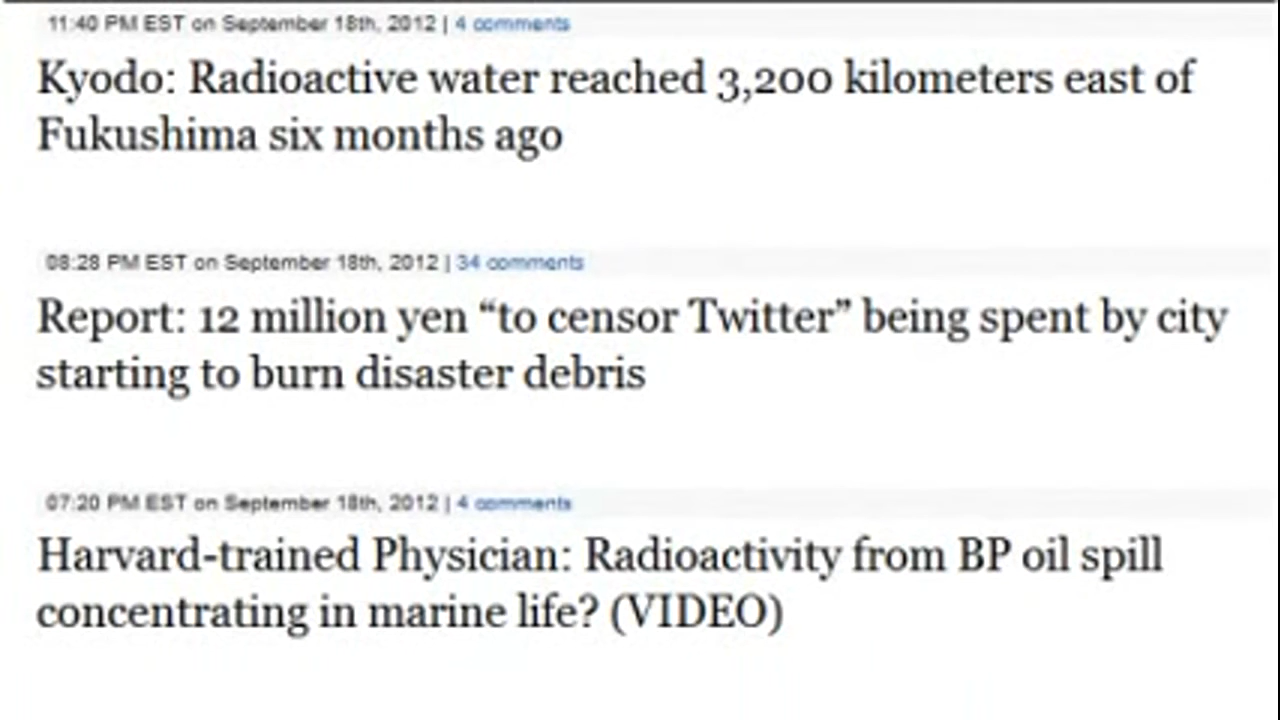 11:40 PM EST on September 18th, 2012 | 4 comments
Kyodo: Radioactive water reached 3,200 kilometers east of
Fukushima six months ago
08:28 PM EST on September 18th, 2012 | 34 comments
Report: 12 million yen “to censor Twitter” being spent by city
starting to burn disaster debris
07:20 PM EST on September 18th, 2012 | 4 comments
Harvard-trained Physician: Radioactivity from BP oil spill
concentrating in marine life? (VIDEO)